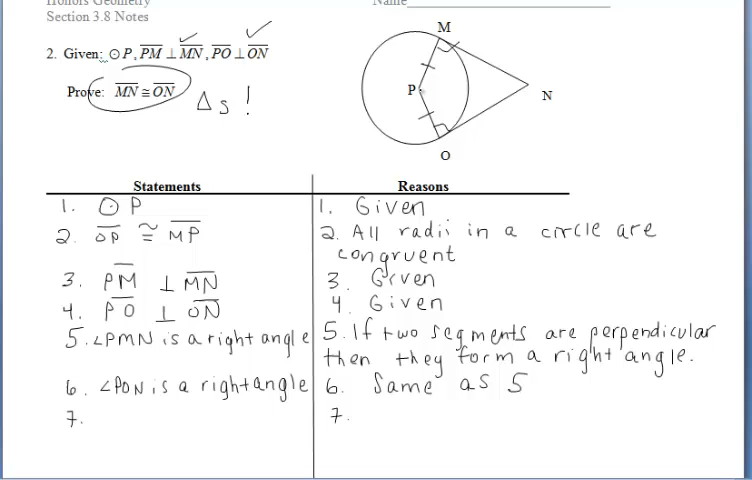 Honors Geometry Name
Section 3.8 Notes
2. Given: ⊙P, PM ⊥ MN, PO ⊥ ON
Prove: MN ≅ ON
Δs !
M
P
N
O
Statements Reasons
1. ⊙ P 1. Given
2. OP ≅ MP 2. All radii in a circle are
congruent
3. PM ⊥ MN 3. Given
4. PO ⊥ ON 4. Given
5. ∠PMN is a right angle 5. If two segments are perpendicular
then they form a right angle.
6. ∠PON is a right angle 6. Same as 5
7. 7.